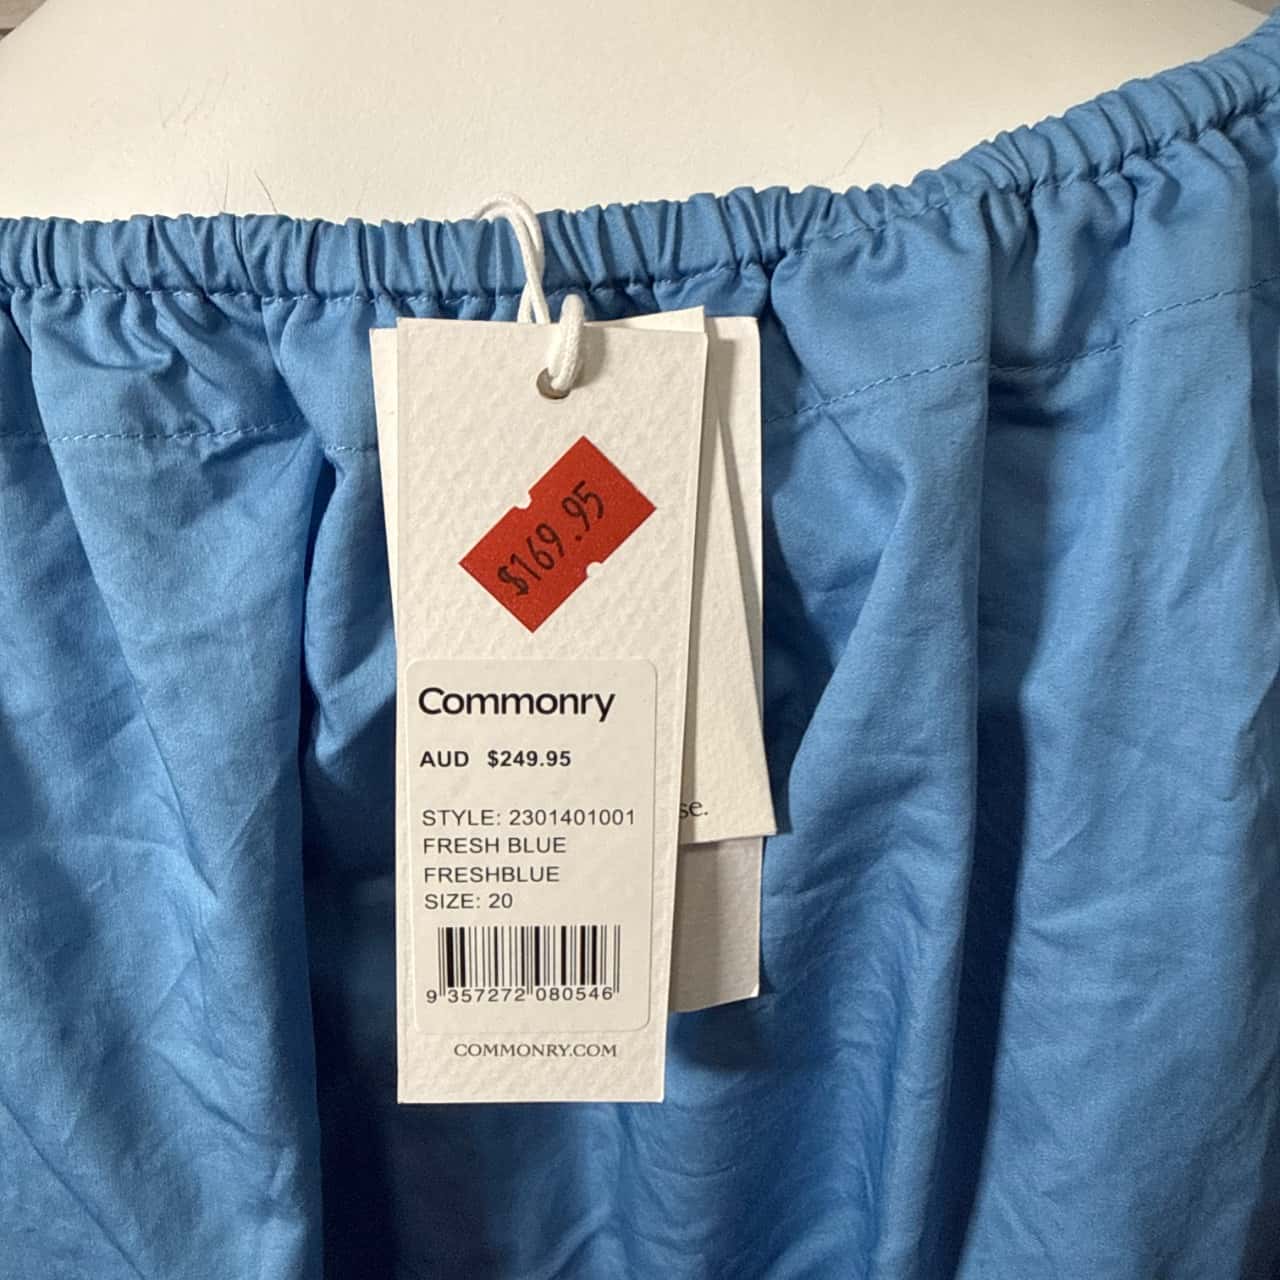 $169.95
Commonry
AUD $249.95
STYLE: 2301401001
FRESH BLUE
FRESHBLUE
SIZE: 20
9 357272 080546
COMMONRY.COM